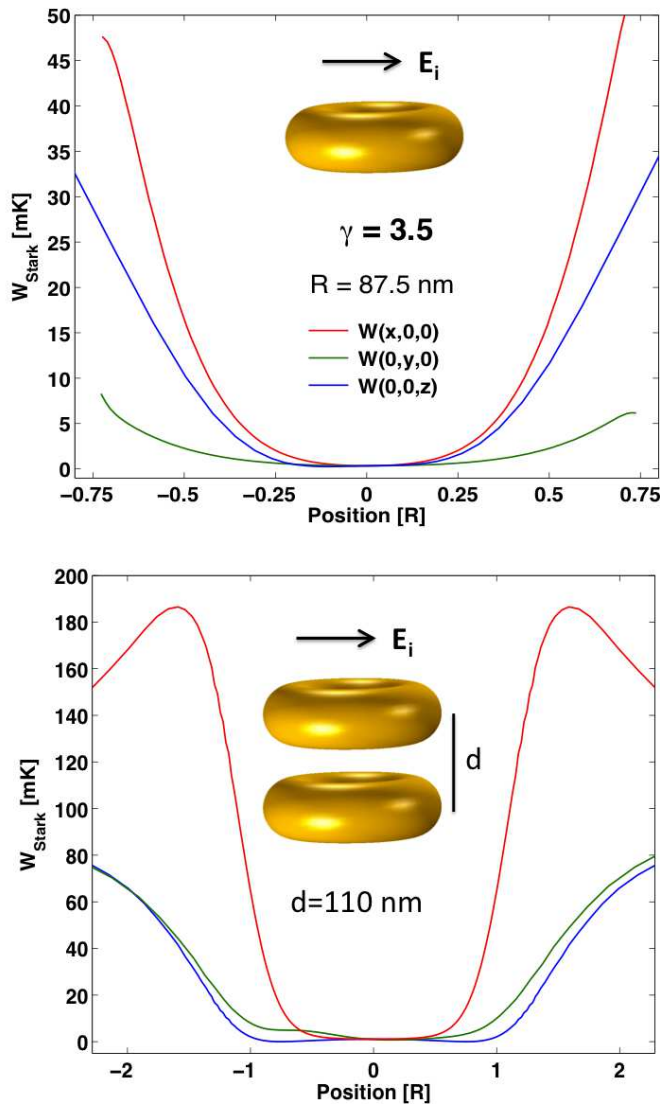 50
45
40
35
30
25
20
15
10
5
0
W_Stark [mK]
E_i
γ = 3.5
R = 87.5 nm
W(x,0,0)
W(0,y,0)
W(0,0,z)
−0.75 −0.5 −0.25 0 0.25 0.5 0.75
Position [R]
200
180
160
140
120
100
80
60
40
20
0
W_Stark [mK]
E_i
d
d=110 nm
−2 −1 0 1 2
Position [R]